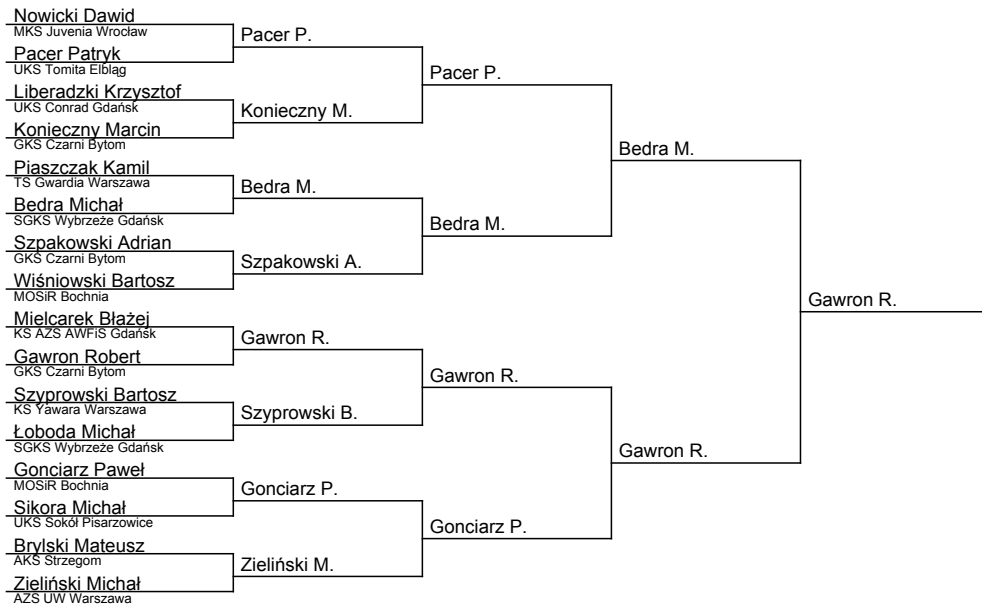 Nowicki Dawid
MKS Juvenia Wrocław
Pacer Patryk
UKS Tomita Elbląg
Liberadzki Krzysztof
UKS Conrad Gdańsk
Konieczny Marcin
GKS Czarni Bytom
Piaszczak Kamil
TS Gwardia Warszawa
Bedra Michał
SGKS Wybrzeże Gdańsk
Szpakowski Adrian
GKS Czarni Bytom
Wiśniowski Bartosz
MOSiR Bochnia
Mielcarek Błażej
KS AZS AWFiS Gdańsk
Gawron Robert
GKS Czarni Bytom
Szyprowski Bartosz
KS Yawara Warszawa
Łoboda Michał
SGKS Wybrzeże Gdańsk
Gonciarz Paweł
MOSiR Bochnia
Sikora Michał
UKS Sokół Pisarzowice
Brylski Mateusz
AKS Strzegom
Zieliński Michał
AZS UW Warszawa
Pacer P.
Konieczny M.
Bedra M.
Szpakowski A.
Gawron R.
Szyprowski B.
Gonciarz P.
Zieliński M.
Pacer P.
Bedra M.
Gawron R.
Gonciarz P.
Bedra M.
Gawron R.
Gawron R.